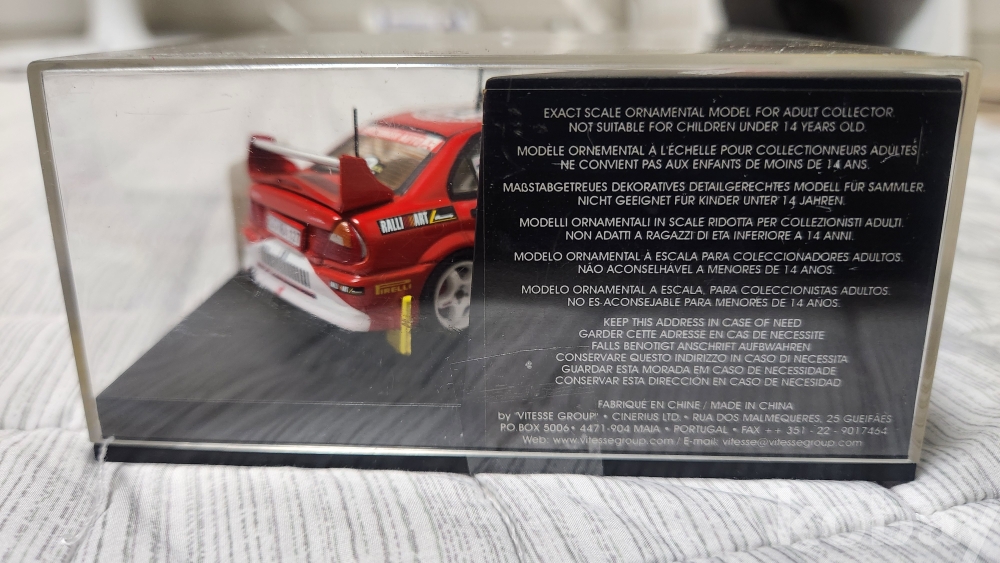 RALLI ART
PIRELLI
EXACT SCALE ORNAMENTAL MODEL FOR ADULT COLLECTOR.
NOT SUITABLE FOR CHILDREN UNDER 14 YEARS OLD.
MODÈLE ORNEMENTAL À L'ÉCHELLE POUR COLLECTIONNEURS ADULTES
NE CONVIENT PAS AUX ENFANTS DE MOINS DE 14 ANS.
MAßSTABGETREUES DEKORATIVES DETAILGERECHTES MODELL FÜR SAMMLER.
NICHT GEEIGNET FÜR KINDER UNTER 14 JAHREN.
MODELLI ORNAMENTALI IN SCALE RIDOTTA PER COLLEZIONISTI ADULTI.
NON ADATTI A RAGAZZI DI ETA INFERIORE A 14 ANNI.
MODELO ORNAMENTAL À ESCALA PARA COLECCIONADORES ADULTOS.
NÃO ACONSELHÁVEL A MENORES DE 14 ANOS.
MODELO ORNAMENTAL A ESCALA, PARA COLECCIONISTAS ADULTOS.
NO ES ACONSEJABLE PARA MENORES DE 14 AÑOS.
KEEP THIS ADDRESS IN CASE OF NEED
GARDER CETTE ADRESSE EN CAS DE NECESSITE
FALLS BENÖTIGT ANSCHRIFT AUFBWAHREN
CONSERVARE QUESTO INDIRIZZO IN CASO DI NECESSITA
GUARDAR ESTA MORADA EM CASO DE NECESSIDADE
CONSERVAR ESTA DIRECCIÓN EN CASO DE NECESIDAD
FABRIQUE EN CHINE / MADE IN CHINA
by "VITESSE GROUP" • CINERIUS LTD. • RUA DOS MALMEQUERES, 25 GUEIFÃES
PO BOX 5006 • 4471-904 MAIA • PORTUGAL • FAX ++ 351 - 22 - 9017464
Web: www.vitessegroup.com / E-mail: vitesse@vitessegroup.com